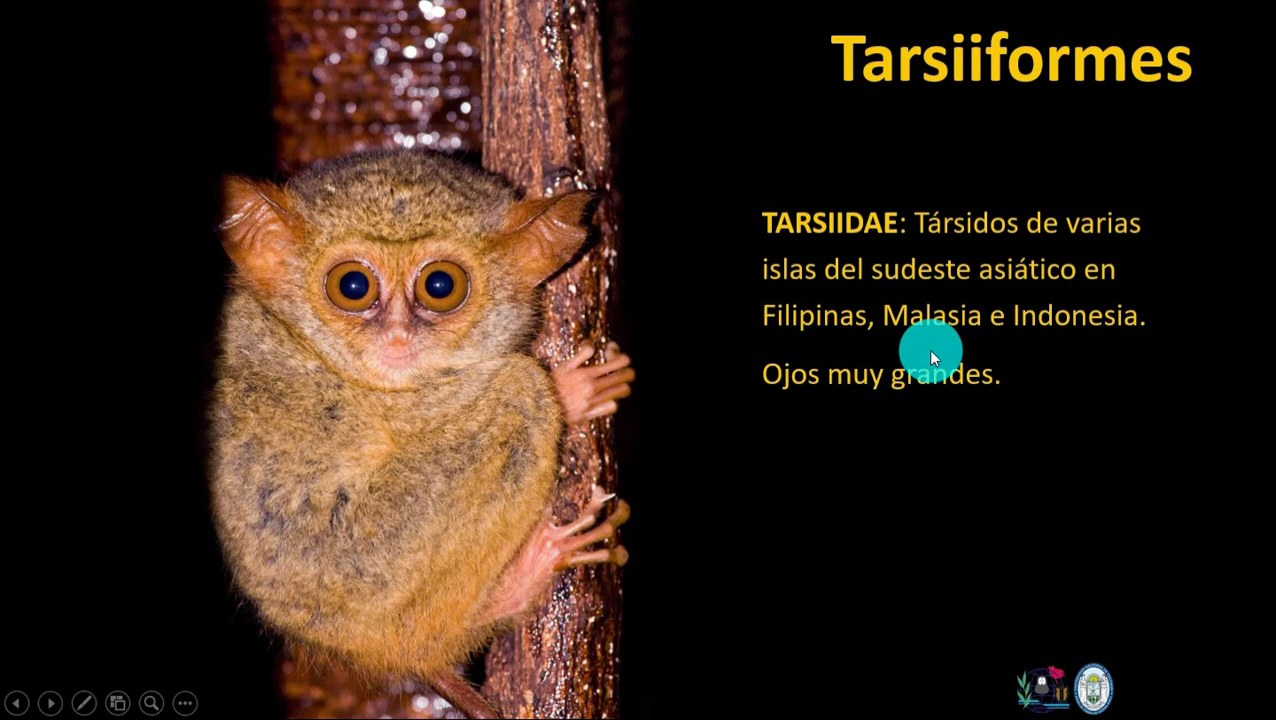 Tarsiiformes
TARSIIDAE: Társidos de varias
islas del sudeste asiático en
Filipinas, Malasia e Indonesia.
Ojos muy grandes.